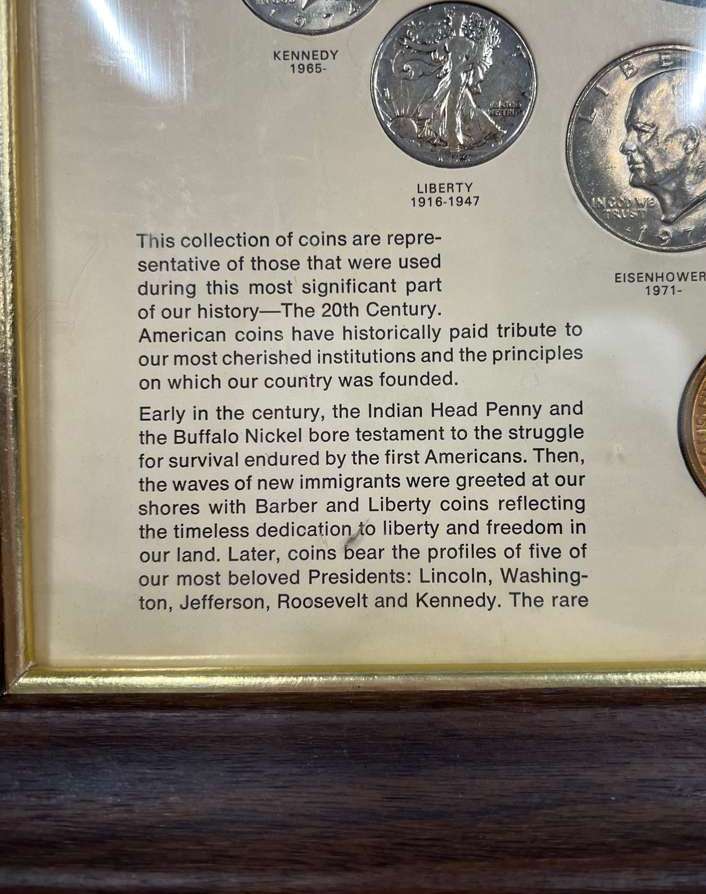 KENNEDY
1965-
LIBERTY
1916-1947
LIBE
IN GOD WE
TRUST
197
EISENHOWER
1971-
This collection of coins are repre-
sentative of those that were used
during this most significant part
of our history—The 20th Century.
American coins have historically paid tribute to
our most cherished institutions and the principles
on which our country was founded.
Early in the century, the Indian Head Penny and
the Buffalo Nickel bore testament to the struggle
for survival endured by the first Americans. Then,
the waves of new immigrants were greeted at our
shores with Barber and Liberty coins reflecting
the timeless dedication to liberty and freedom in
our land. Later, coins bear the profiles of five of
our most beloved Presidents: Lincoln, Washing-
ton, Jefferson, Roosevelt and Kennedy. The rare